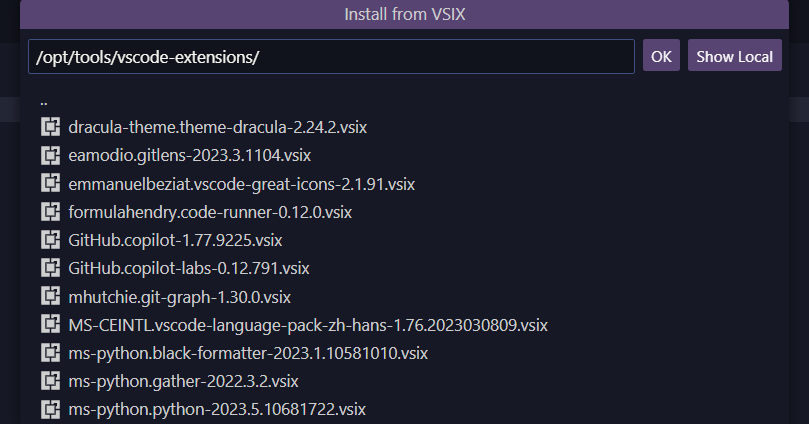 Install from VSIX
/opt/tools/vscode-extensions/ OK Show Local
..
dracula-theme.theme-dracula-2.24.2.vsix
eamodio.gitlens-2023.3.1104.vsix
emmanuelbeziat.vscode-great-icons-2.1.91.vsix
formulahendry.code-runner-0.12.0.vsix
GitHub.copilot-1.77.9225.vsix
GitHub.copilot-labs-0.12.791.vsix
mhutchie.git-graph-1.30.0.vsix
MS-CEINTL.vscode-language-pack-zh-hans-1.76.2023030809.vsix
ms-python.black-formatter-2023.1.10581010.vsix
ms-python.gather-2022.3.2.vsix
ms-python.python-2023.5.10681722.vsix